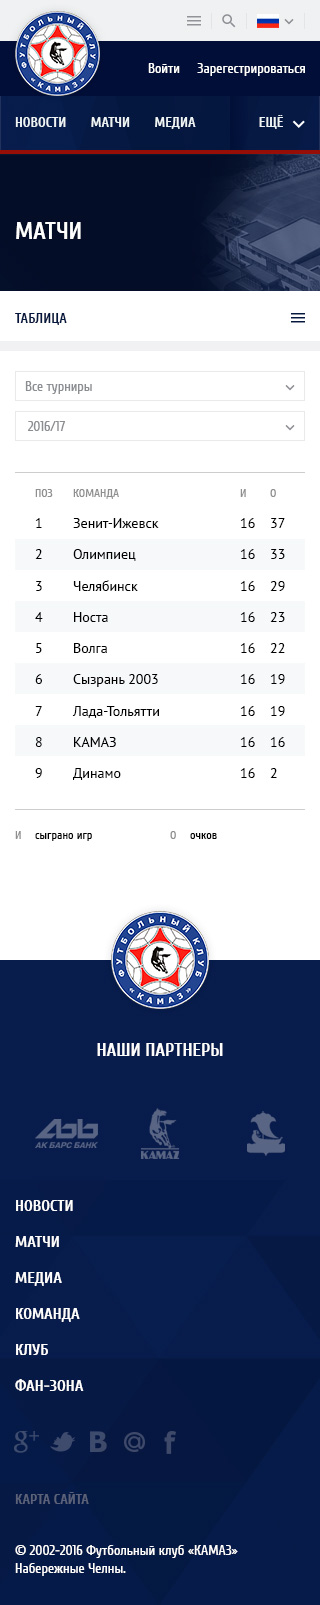 ФУТБОЛЬНЫЙ КЛУБ
«КАМАЗ»
Войти Зарегестрироваться
НОВОСТИ МАТЧИ МЕДИА ЕЩЁ
МАТЧИ
ТАБЛИЦА
Все турниры
2016/17
ПОЗ КОМАНДА И О
1 Зенит-Ижевск 16 37
2 Олимпиец 16 33
3 Челябинск 16 29
4 Носта 16 23
5 Волга 16 22
6 Сызрань 2003 16 19
7 Лада-Тольятти 16 19
8 КАМАЗ 16 16
9 Динамо 16 2
И сыграно игр О очков
ФУТБОЛЬНЫЙ КЛУБ
«КАМАЗ»
НАШИ ПАРТНЕРЫ
АК БАРС БАНК
KAMAZ
НОВОСТИ
МАТЧИ
МЕДИА
КОМАНДА
КЛУБ
ФАН-ЗОНА
g+ B @ f
КАРТА САЙТА
© 2002-2016 Футбольный клуб «КАМАЗ»
Набережные Челны.